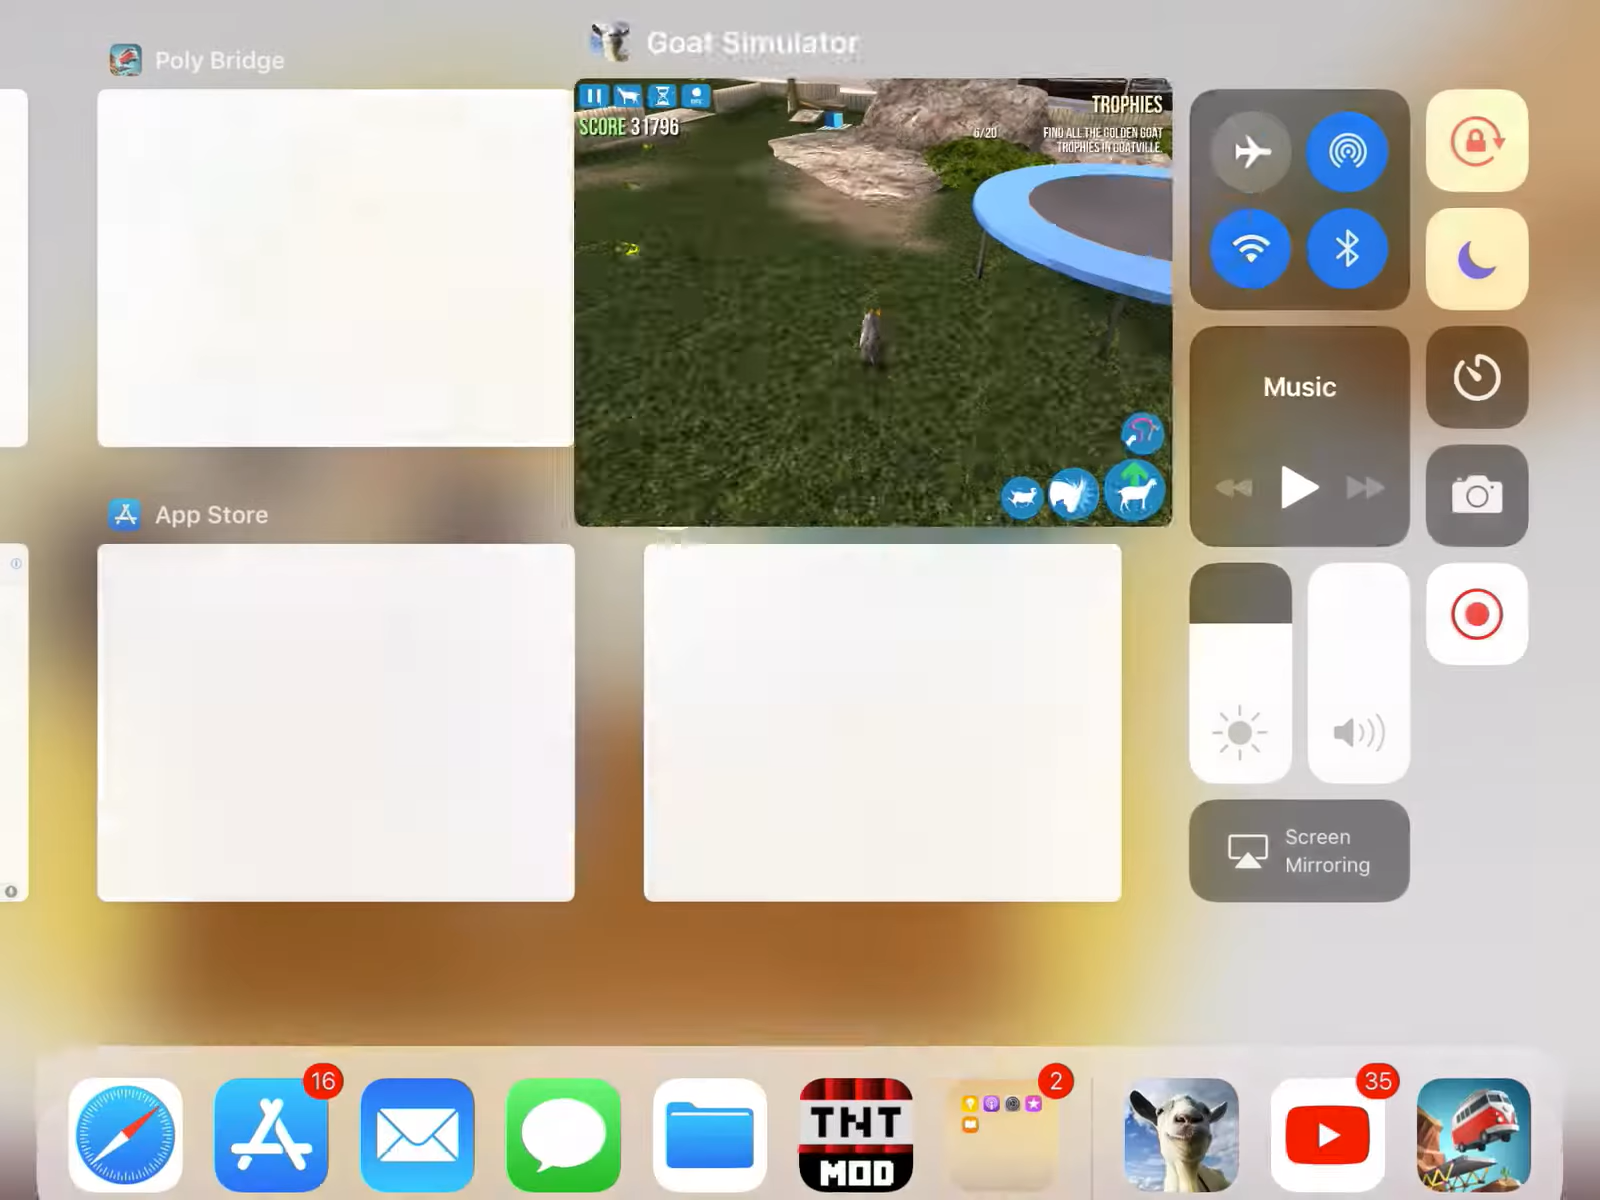 Poly Bridge
Goat Simulator
TROPHIES
SCORE 31796
6/20
FIND ALL THE GOLDEN GOAT
TROPHIES IN GOATVILLE.
Music
App Store
Screen
Mirroring
16
2
35
TNT
MOD